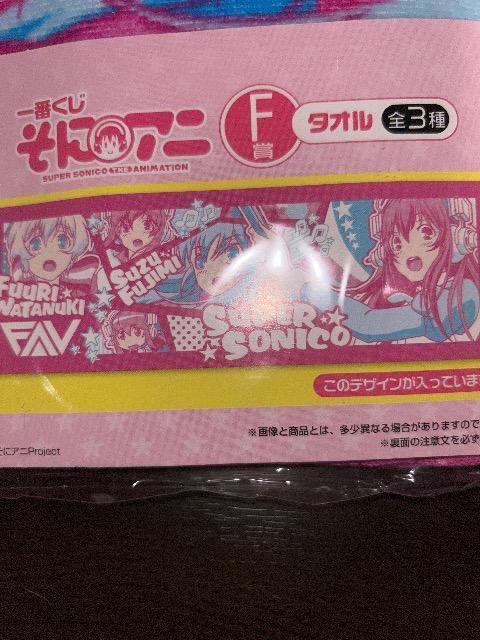 一番くじ
そにアニ
SUPER SONICO THE ANIMATION
F賞
タオル 全3種
FUURI
WATANUKI
FAV
SUZU
FUJIMI
SUPER
SONICO
このデザインが入っていま
※画像と商品とは、多少異なる場合がありますので
※裏面の注意文を必ず
そにアニProject